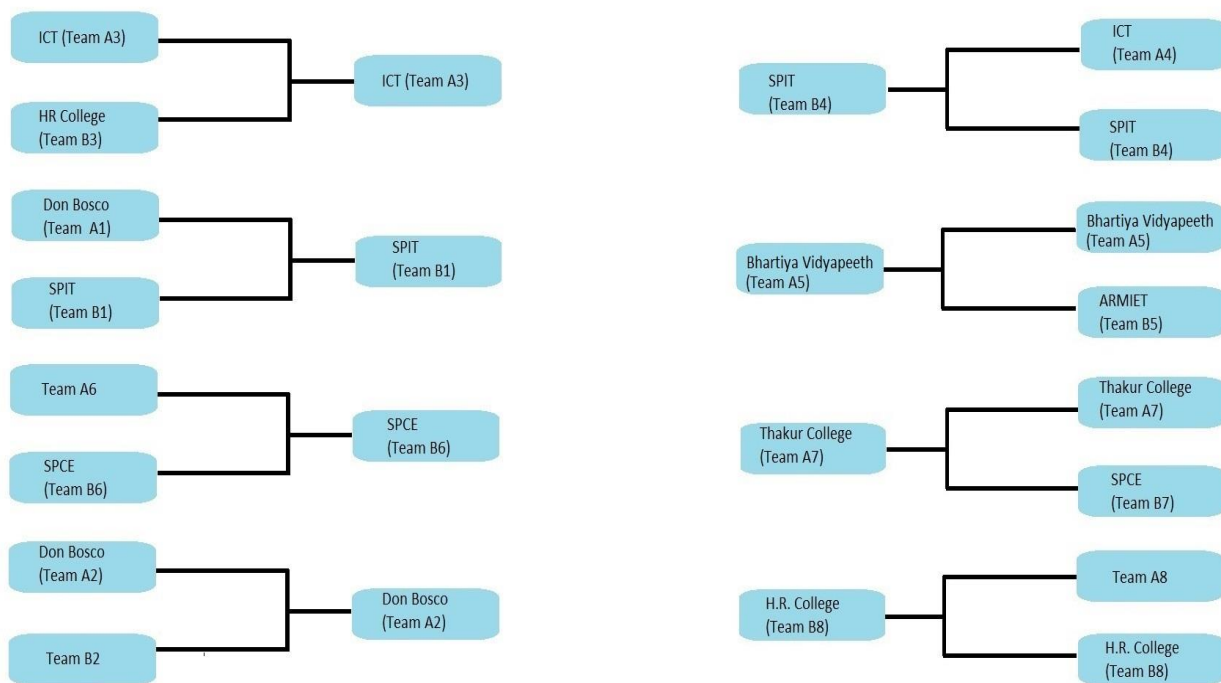 ICT (Team A3)
HR College
(Team B3)
ICT (Team A3)
Don Bosco
(Team  A1)
SPIT
(Team B1)
SPIT
(Team B1)
Team A6
SPCE
(Team B6)
SPCE
(Team B6)
Don Bosco
(Team A2)
Team B2
Don Bosco
(Team A2)
SPIT
(Team B4)
ICT
(Team A4)
SPIT
(Team B4)
Bhartiya Vidyapeeth
(Team A5)
Bhartiya Vidyapeeth
(Team A5)
ARMIET
(Team B5)
Thakur College
(Team A7)
Thakur College
(Team A7)
SPCE
(Team B7)
H.R. College
(Team B8)
Team A8
H.R. College
(Team B8)